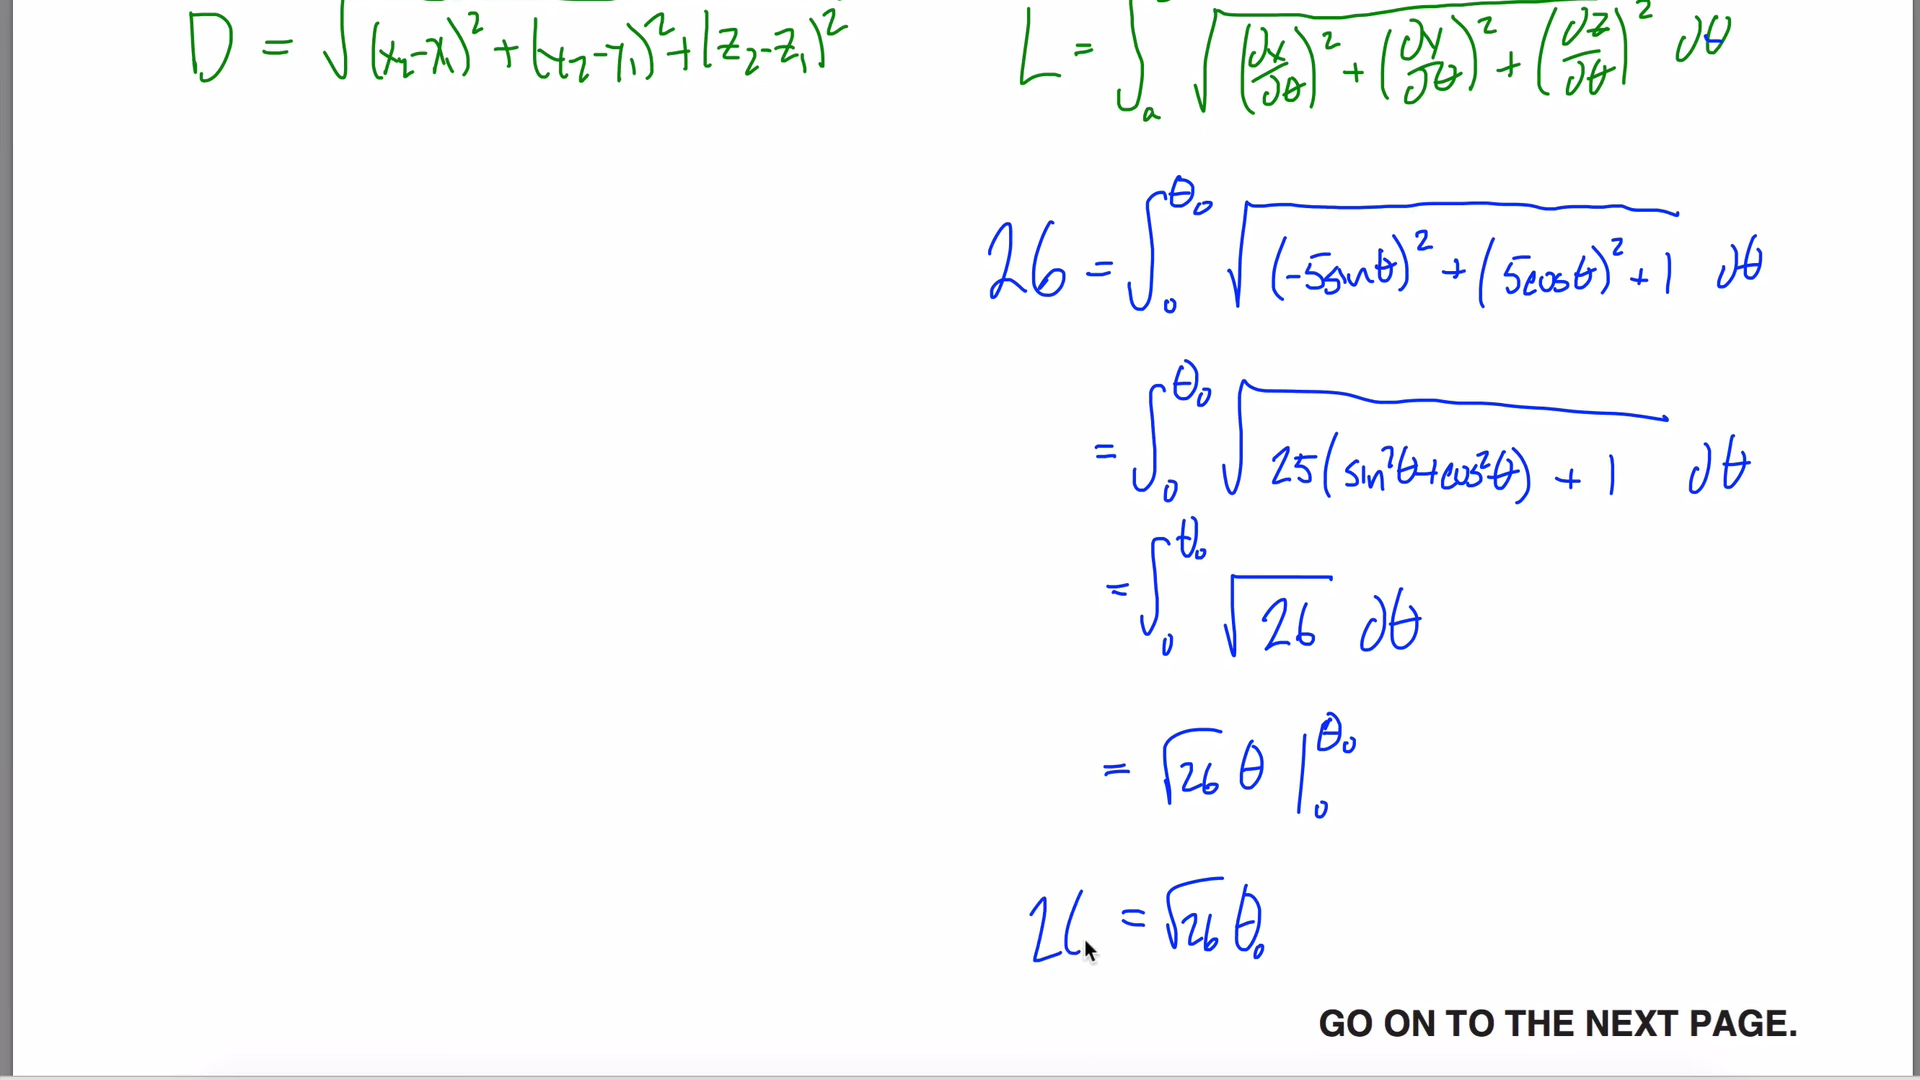 D = √(x₂-x₁)² + (y₂-y₁)² + (z₂-z₁)²
L = ∫ₐ √(∂x/∂θ)² + (∂y/∂θ)² + (∂z/∂θ)² ∂θ
26 = ∫₀^θ₀ √(-5sinθ)² + (5cosθ)² + 1 ∂θ
= ∫₀^θ₀ √25(sin²θ+cos²θ) + 1 ∂θ
= ∫₀^θ₀ √26 ∂θ
= √26 θ |₀^θ₀
26 = √26 θ₀
GO ON TO THE NEXT PAGE.